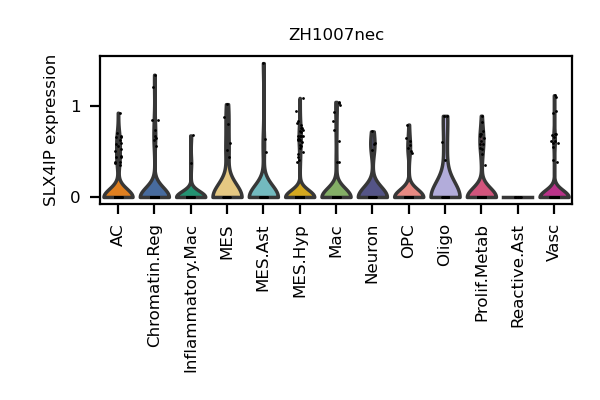 ZH1007nec
SLX4IP expression
1
0
AC
Chromatin.Reg
Inflammatory.Mac
MES
MES.Ast
MES.Hyp
Mac
Neuron
OPC
Oligo
Prolif.Metab
Reactive.Ast
Vasc